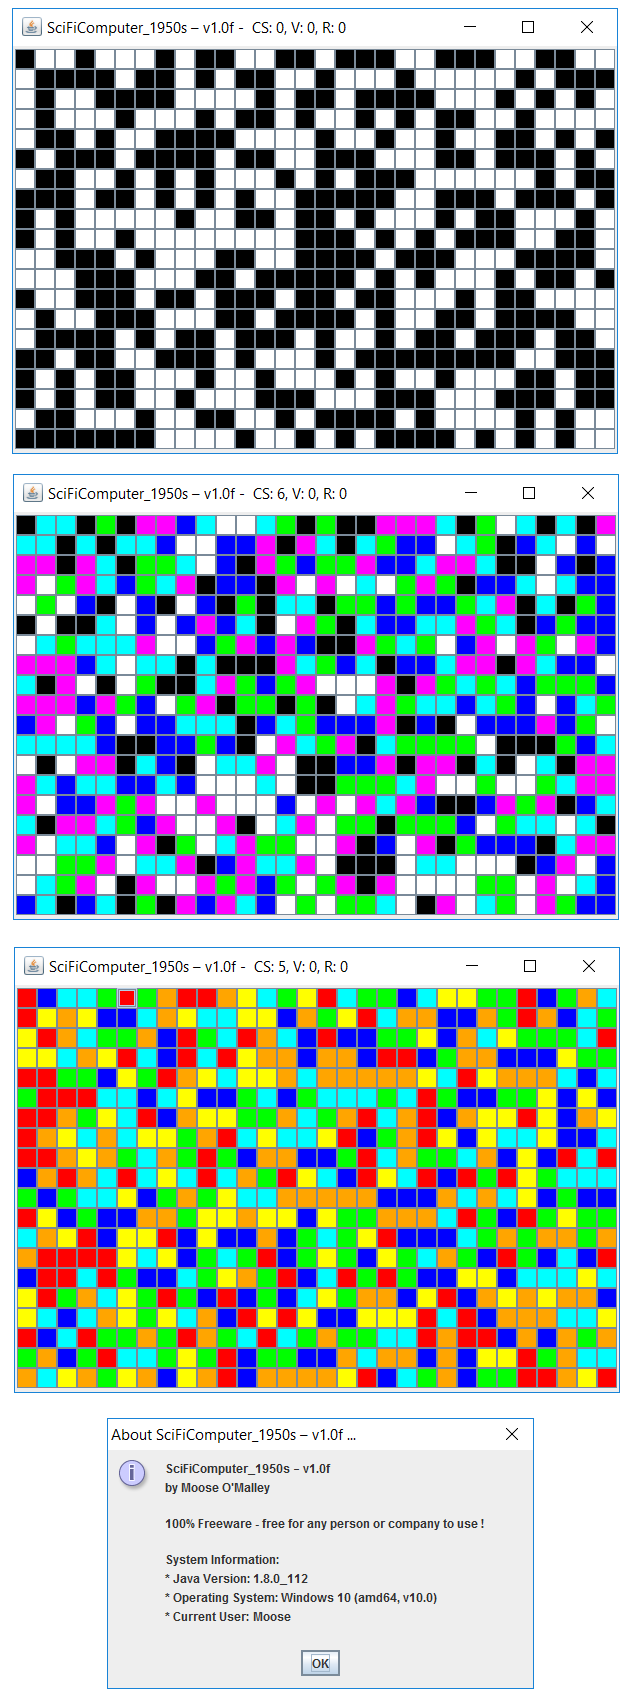 SciFiComputer_1950s – v1.0f -  CS: 0, V: 0, R: 0
SciFiComputer_1950s – v1.0f -  CS: 6, V: 0, R: 0
SciFiComputer_1950s – v1.0f -  CS: 5, V: 0, R: 0
About SciFiComputer_1950s – v1.0f ...
SciFiComputer_1950s – v1.0f
by Moose O'Malley
100% Freeware - free for any person or company to use !
System Information:
* Java Version: 1.8.0_112
* Operating System: Windows 10 (amd64, v10.0)
* Current User: Moose
OK